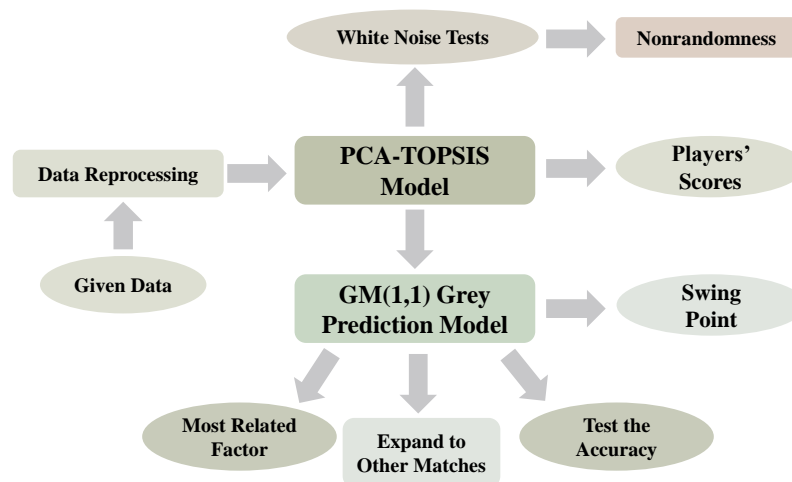 White Noise Tests
Nonrandomness
PCA-TOPSIS
Model
Players’
Scores
Data Reprocessing
Given Data
GM(1,1) Grey
Prediction Model
Swing
Point
Most Related
Factor
Expand to
Other Matches
Test the
Accuracy